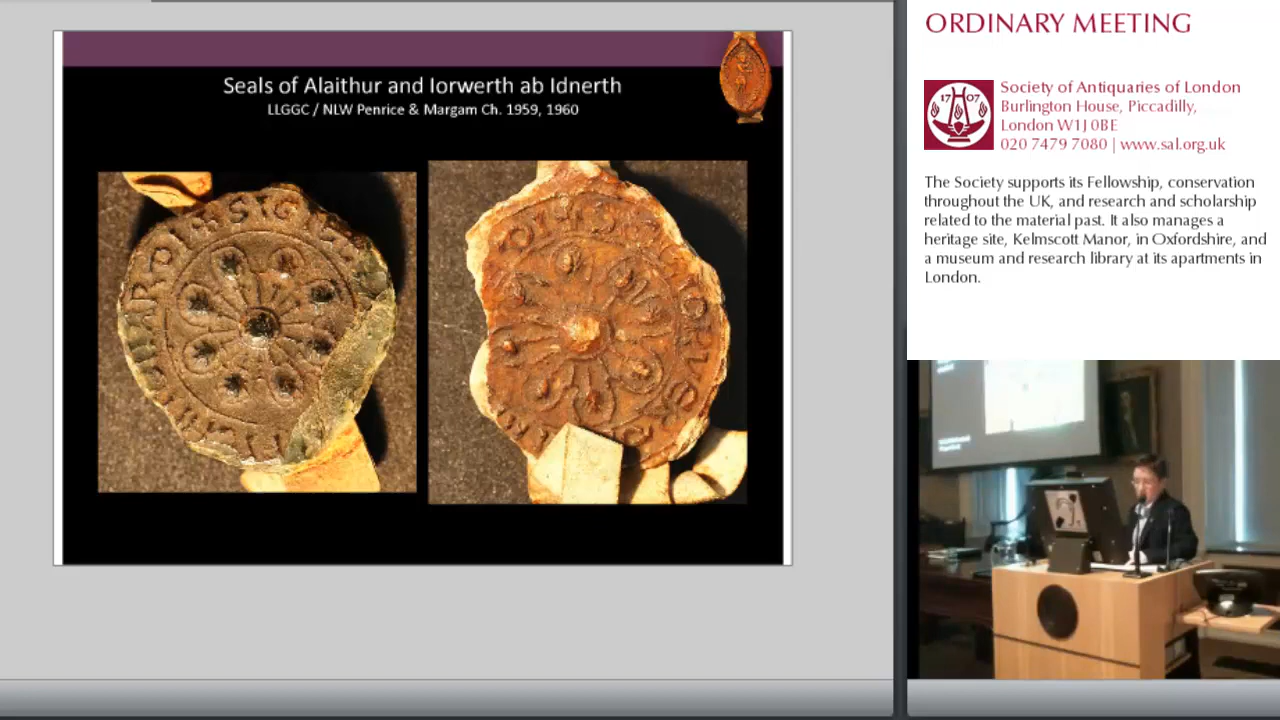 Seals of Alaithur and Iorwerth ab Idnerth
LLGGC / NLW Penrice & Margam Ch. 1959, 1960
ORDINARY MEETING
17 07
Society of Antiquaries of London
Burlington House, Piccadilly,
London W1J 0BE
020 7479 7080 | www.sal.org.uk
The Society supports its Fellowship, conservation
throughout the UK, and research and scholarship
related to the material past. It also manages a
heritage site, Kelmscott Manor, in Oxfordshire, and
a museum and research library at its apartments in
London.